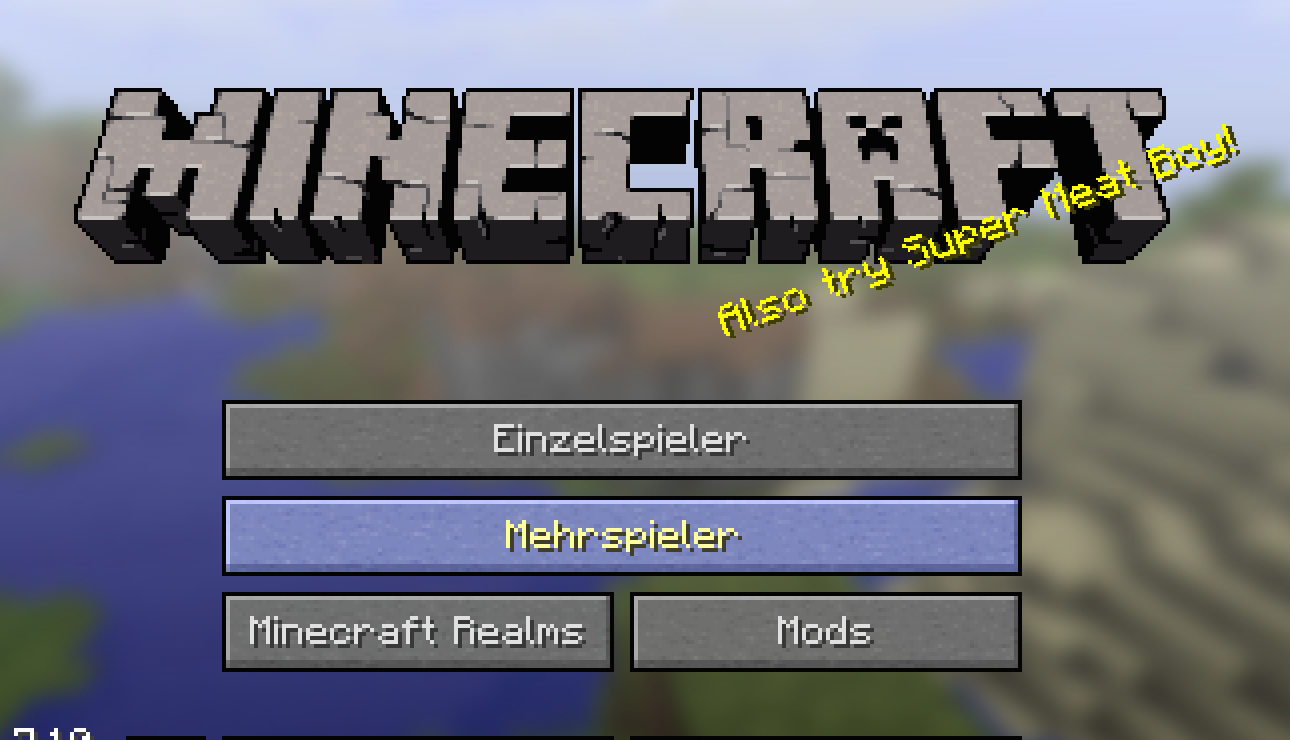 MINECRAFT
Also try Super Meat Boy!
Einzelspieler
Mehrspieler
Minecraft Realms
Mods